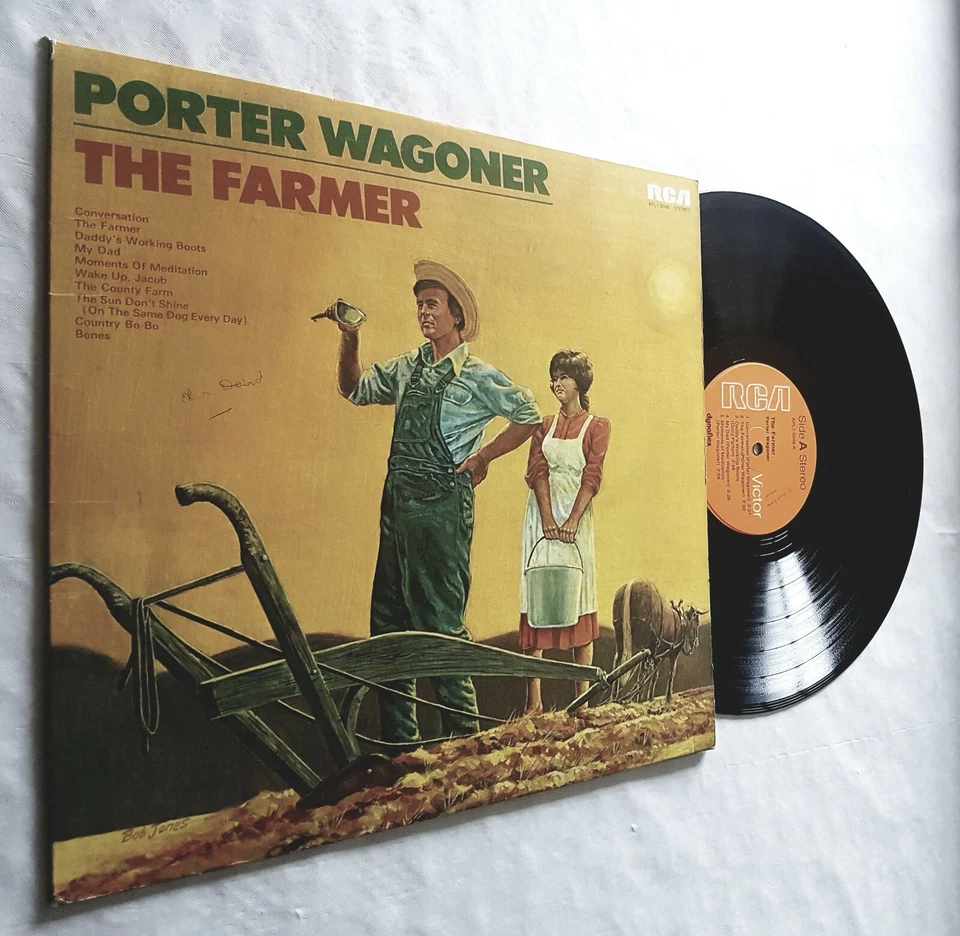 PORTER WAGONER
THE FARMER
RCA
STEREO
Conversation
The Farmer
Daddy's Working Boots
My Dad
Moments Of Meditation
Wake Up, Jacob
The County Farm
The Sun Don't Shine
(On The Same Dog Every Day)
Country Bo-Bo
Bones
Bob Jones
RCA
Side A Stereo
Victor
dynaflex
The Farmer
Porter Wagoner